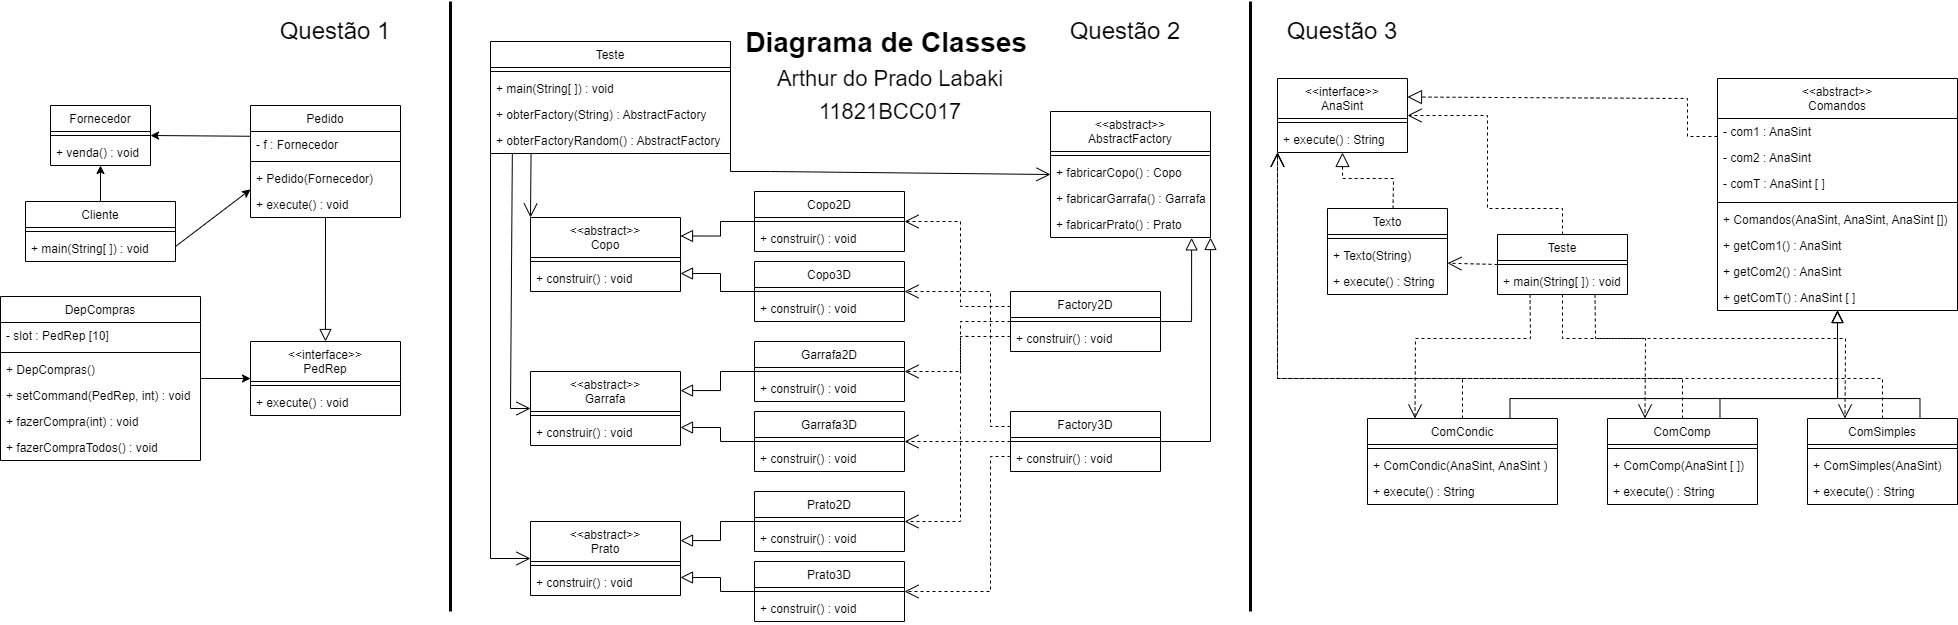 Questão 1
Fornecedor
+ venda() : void
Pedido
- f : Fornecedor
+ Pedido(Fornecedor)
+ execute() : void
Cliente
+ main(String[ ]) : void
DepCompras
- slot : PedRep [10]
+ DepCompras()
+ setCommand(PedRep, int) : void
+ fazerCompra(int) : void
+ fazerCompraTodos() : void
<<interface>>
PedRep
+ execute() : void
Diagrama de Classes
Arthur do Prado Labaki
11821BCC017
Questão 2
Teste
+ main(String[ ]) : void
+ obterFactory(String) : AbstractFactory
+ obterFactoryRandom() : AbstractFactory
<<abstract>>
AbstractFactory
+ fabricarCopo() : Copo
+ fabricarGarrafa() : Garrafa
+ fabricarPrato() : Prato
<<abstract>>
Copo
+ construir() : void
Copo2D
+ construir() : void
Copo3D
+ construir() : void
Factory2D
+ construir() : void
<<abstract>>
Garrafa
+ construir() : void
Garrafa2D
+ construir() : void
Garrafa3D
+ construir() : void
Factory3D
+ construir() : void
<<abstract>>
Prato
+ construir() : void
Prato2D
+ construir() : void
Prato3D
+ construir() : void
Questão 3
<<interface>>
AnaSint
+ execute() : String
<<abstract>>
Comandos
- com1 : AnaSint
- com2 : AnaSint
- comT : AnaSint [ ]
+ Comandos(AnaSint, AnaSint, AnaSint [])
+ getCom1() : AnaSint
+ getCom2() : AnaSint
+ getComT() : AnaSint [ ]
Texto
+ Texto(String)
+ execute() : String
Teste
+ main(String[ ]) : void
ComCondic
+ ComCondic(AnaSint, AnaSint )
+ execute() : String
ComComp
+ ComComp(AnaSint [ ])
+ execute() : String
ComSimples
+ ComSimples(AnaSint)
+ execute() : String